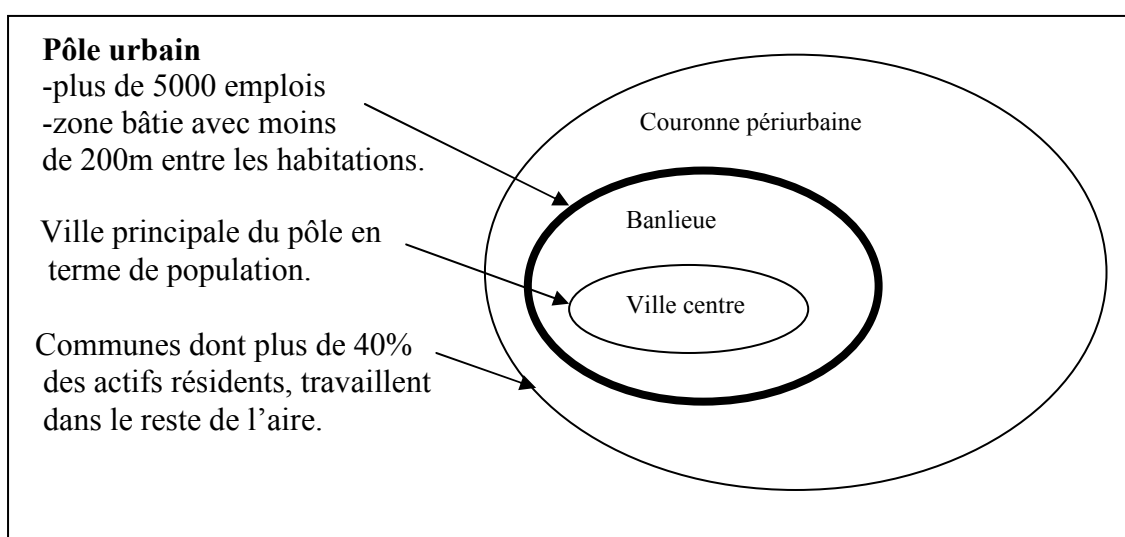 Pôle urbain
-plus de 5000 emplois
-zone bâtie avec moins
de 200m entre les habitations.
Ville principale du pôle en
terme de population.
Communes dont plus de 40%
des actifs résidents, travaillent
dans le reste de l’aire.
Couronne périurbaine
Banlieue
Ville centre